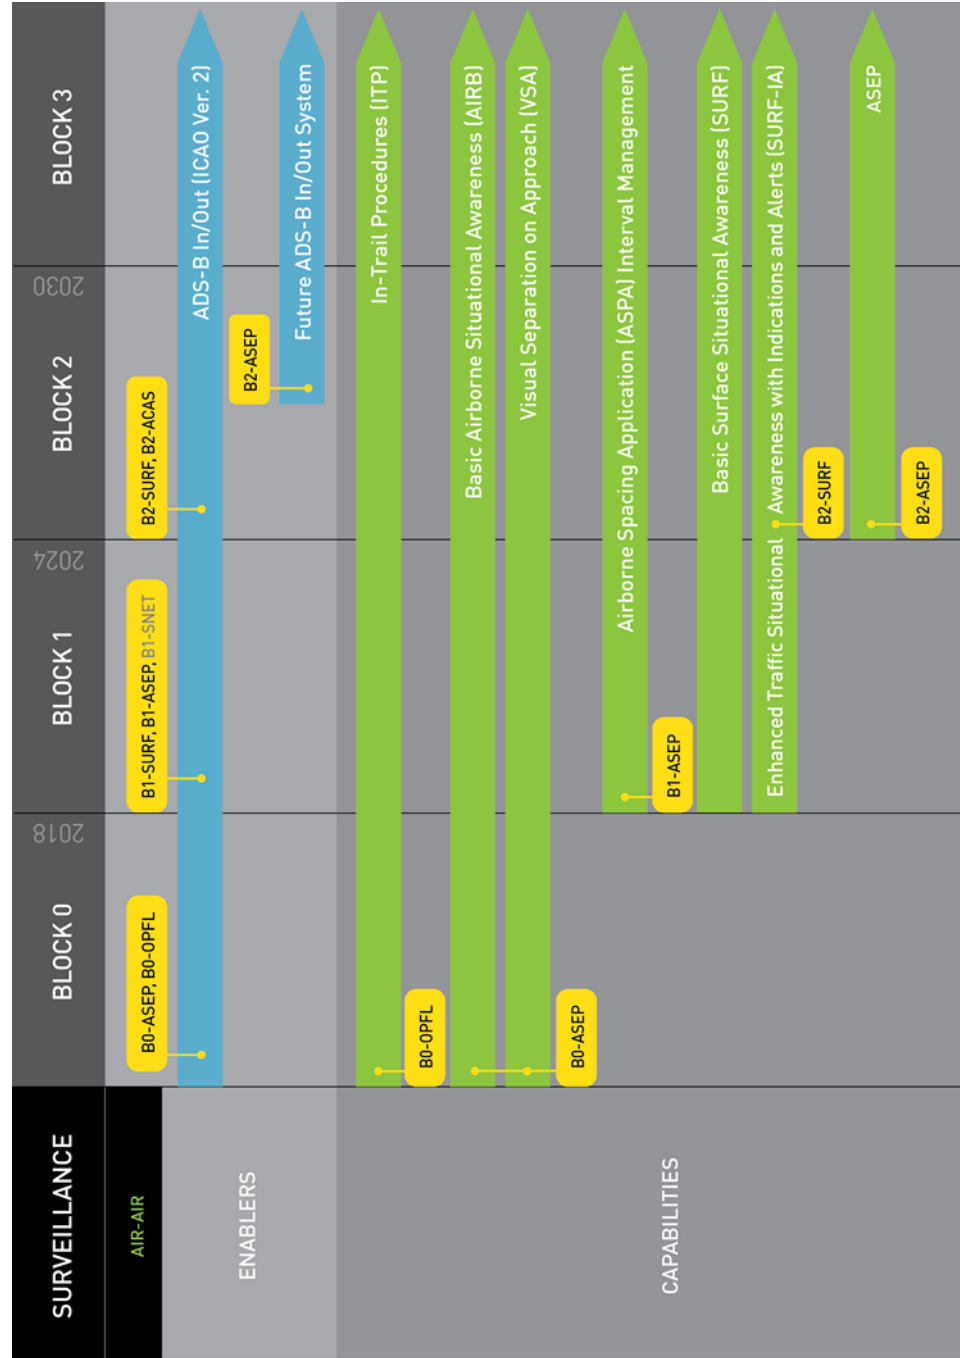 SURVEILLANCE
BLOCK 0
2018
BLOCK 1
2024
BLOCK 2
2030
BLOCK 3
AIR-AIR
ENABLERS
B0-ASEP, B0-OPFL
B1-SURF, B1-ASEP, B1-SNET
B2-SURF, B2-ACAS
ADS-B In/Out (ICAO Ver. 2)
B2-ASEP
Future ADS-B In/Out System
CAPABILITIES
In-Trail Procedures (ITP)
B0-OPFL
Basic Airborne Situational Awareness (AIRB)
Visual Separation on Approach (VSA)
B0-ASEP
Airborne Spacing Application (ASPA) Interval Management
B1-ASEP
Basic Surface Situational Awareness (SURF)
Enhanced Traffic Situational Awareness with Indications and Alerts (SURF-IA)
B2-SURF
ASEP
B2-ASEP